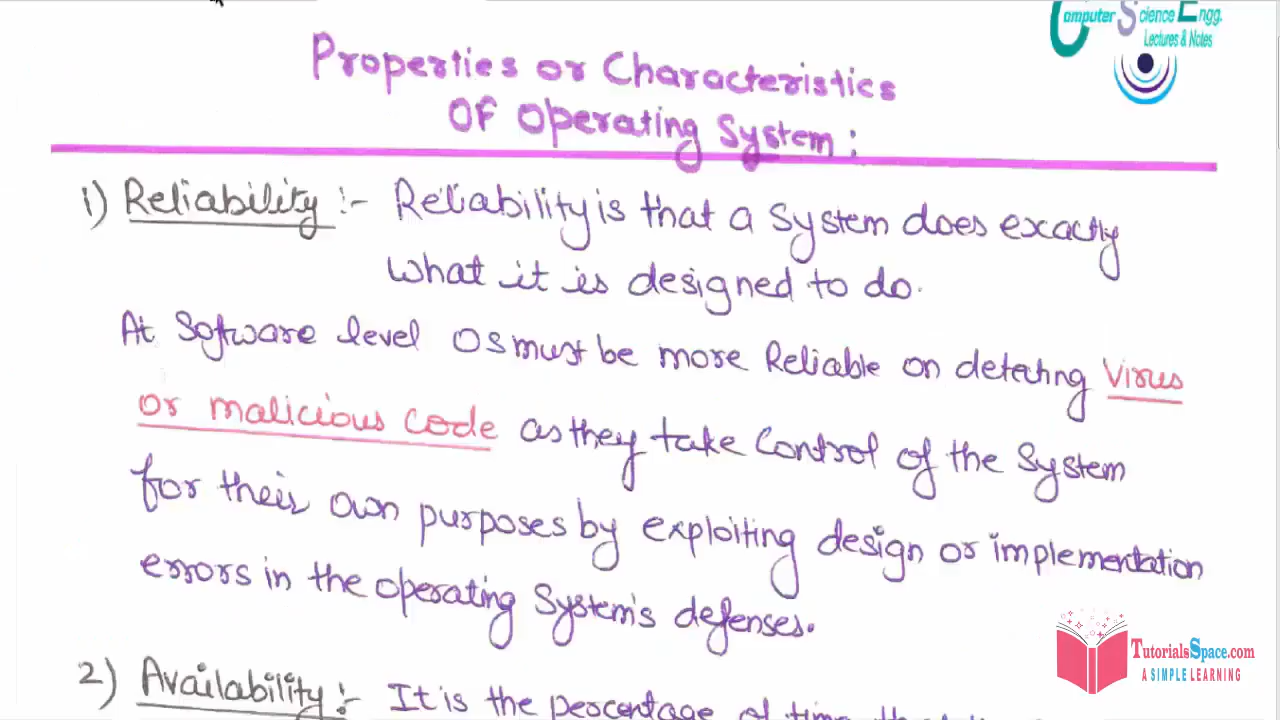 Computer Science Engg.
Lectures & Notes
Properties or Characteristics
OF Operating System:
1) Reliability :- Reliability is that a System does exactly
what it is designed to do.
At Software level OS must be more Reliable on detecting Virus
or malicious code as they take Control of the System
for their own purposes by exploiting design or implementation
errors in the operating System's defenses.
2) Availability :- It is the percentage of time
TutorialsSpace.com
A SIMPLE LEARNING